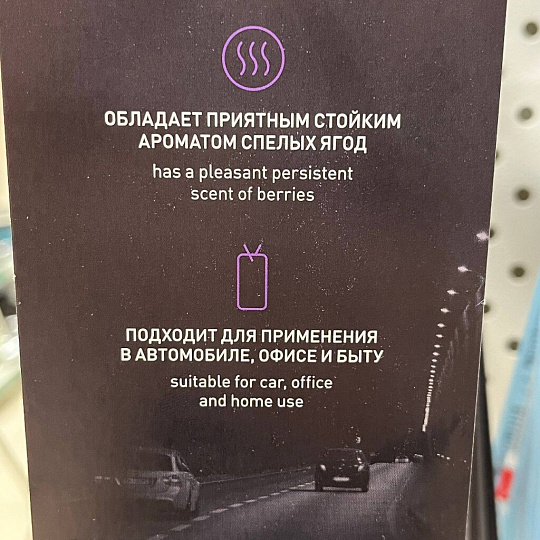 ОБЛАДАЕТ ПРИЯТНЫМ СТОЙКИМ
АРОМАТОМ СПЕЛЫХ ЯГОД
has a pleasant persistent
scent of berries
ПОДХОДИТ ДЛЯ ПРИМЕНЕНИЯ
В АВТОМОБИЛЕ, ОФИСЕ И БЫТУ
suitable for car, office
and home use